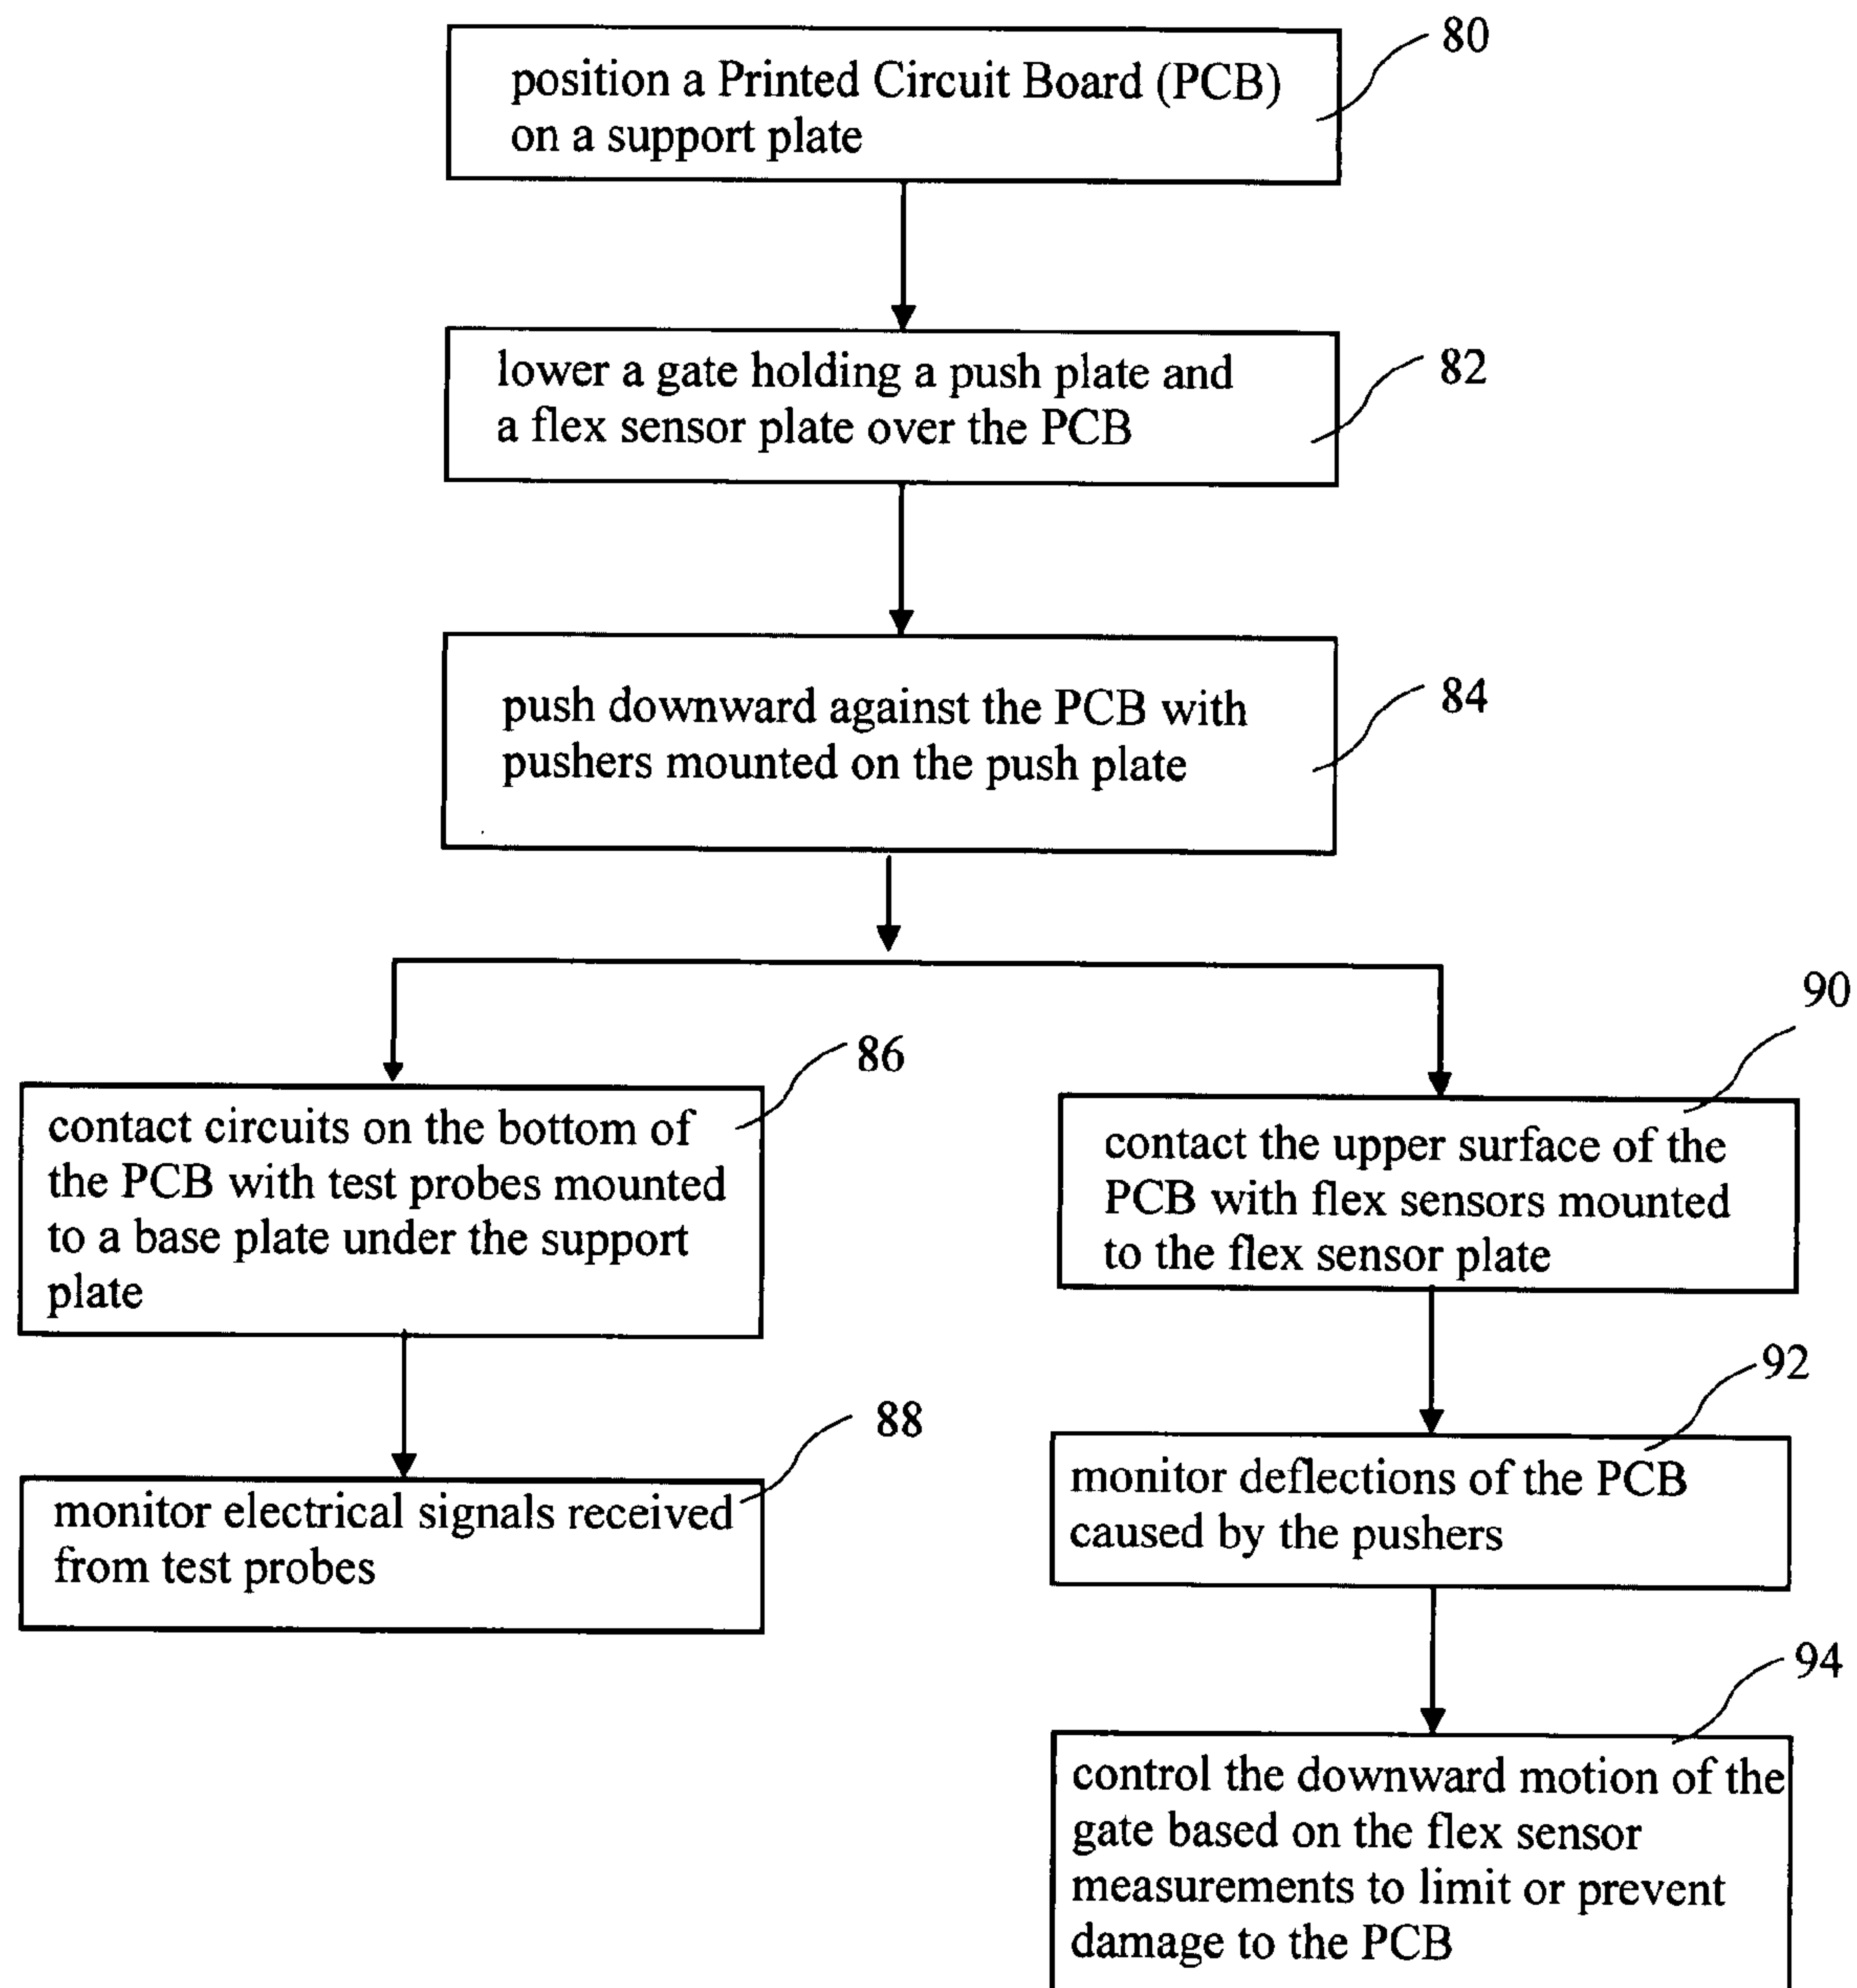 80
position a Printed Circuit Board (PCB)
on a support plate
82
lower a gate holding a push plate and
a flex sensor plate over the PCB
84
push downward against the PCB with
pushers mounted on the push plate
86
contact circuits on the bottom of
the PCB with test probes mounted
to a base plate under the support
plate
88
monitor electrical signals received
from test probes
90
contact the upper surface of the
PCB with flex sensors mounted
to the flex sensor plate
92
monitor deflections of the PCB
caused by the pushers
94
control the downward motion of the
gate based on the flex sensor
measurements to limit or prevent
damage to the PCB